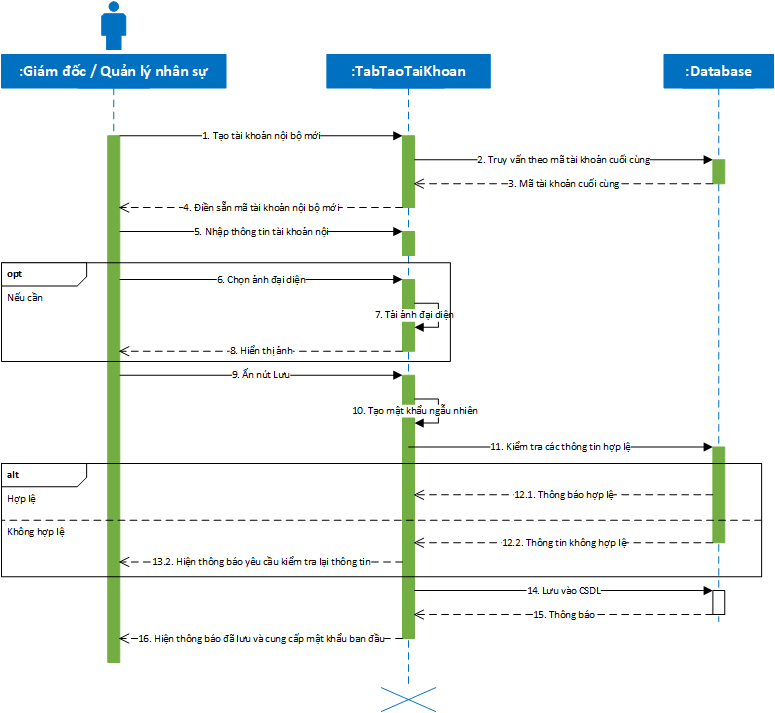 :Giám đốc / Quản lý nhân sự
:TabTaoTaiKhoan
:Database
1. Tạo tài khoản nội bộ mới
2. Truy vấn theo mã tài khoản cuối cùng
3. Mã tài khoản cuối cùng
4. Điền sẵn mã tài khoản nội bộ mới
5. Nhập thông tin tài khoản nội
opt
Nếu cần
6. Chọn ảnh đại diện
7. Tải ảnh đại diện
8. Hiển thị ảnh
9. Ấn nút Lưu
10. Tạo mật khẩu ngẫu nhiên
11. Kiểm tra các thông tin hợp lệ
alt
Hợp lệ
12.1. Thông báo hợp lệ
Không hợp lệ
12.2. Thông tin không hợp lệ
13.2. Hiện thông báo yêu cầu kiểm tra lại thông tin
14. Lưu vào CSDL
15. Thông báo
16. Hiện thông báo đã lưu và cung cấp mật khẩu ban đầu